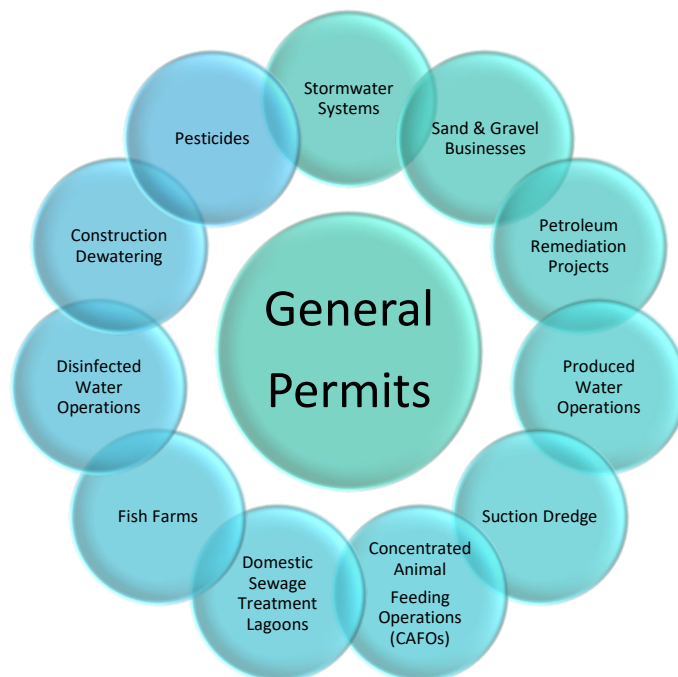 General
Permits
Stormwater
Systems
Sand & Gravel
Businesses
Petroleum
Remediation
Projects
Produced
Water
Operations
Suction Dredge
Concentrated
Animal
Feeding
Operations
(CAFOs)
Domestic
Sewage
Treatment
Lagoons
Fish Farms
Disinfected
Water
Operations
Construction
Dewatering
Pesticides